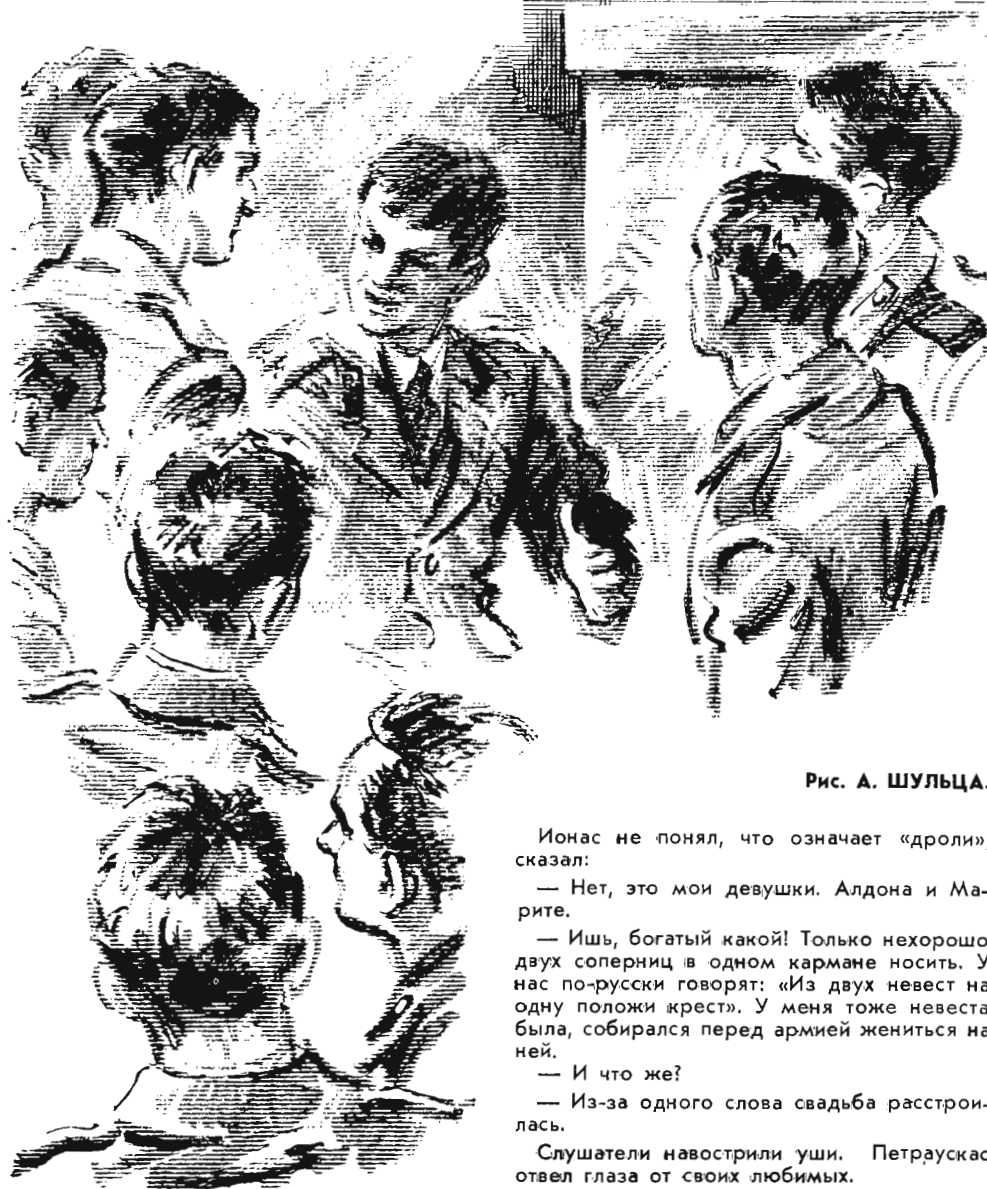 Рис. А. ШУЛЬЦА.
Ионас не понял, что означает «дроли»,
сказал:
— Нет, это мои девушки. Алдона и Ма-
рите.
— Ишь, богатый какой! Только нехорошо
двух соперниц в одном кармане носить. У
нас по-русски говорят: «Из двух невест на
одну положи крест». У меня тоже невеста
была, собирался перед армией жениться на
ней.
— И что же?
— Из-за одного слова свадьба расстрои-
лась.
Слушатели навострили уши. Петраускас
отвел глаза от своих любимых.